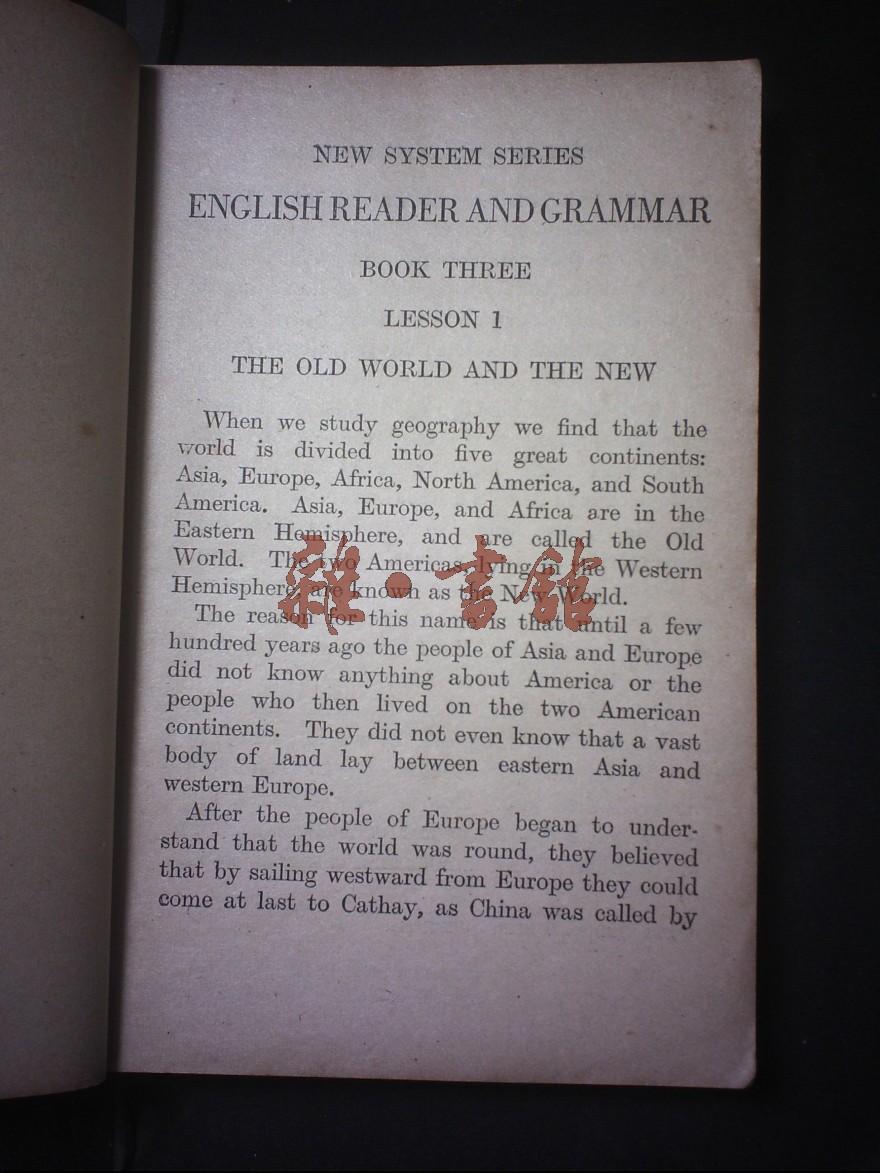 NEW SYSTEM SERIES
ENGLISH READER AND GRAMMAR
BOOK THREE
LESSON 1
THE OLD WORLD AND THE NEW
When we study geography we find that the
world is divided into five great continents:
Asia, Europe, Africa, North America, and South
America. Asia, Europe, and Africa are in the
Eastern Hemisphere, and are called the Old
World. The two Americas, lying in the Western
Hemisphere, are known as the New World.
雜·書館
The reason for this name is that until a few
hundred years ago the people of Asia and Europe
did not know anything about America or the
people who then lived on the two American
continents. They did not even know that a vast
body of land lay between eastern Asia and
western Europe.
After the people of Europe began to under-
stand that the world was round, they believed
that by sailing westward from Europe they could
come at last to Cathay, as China was called by